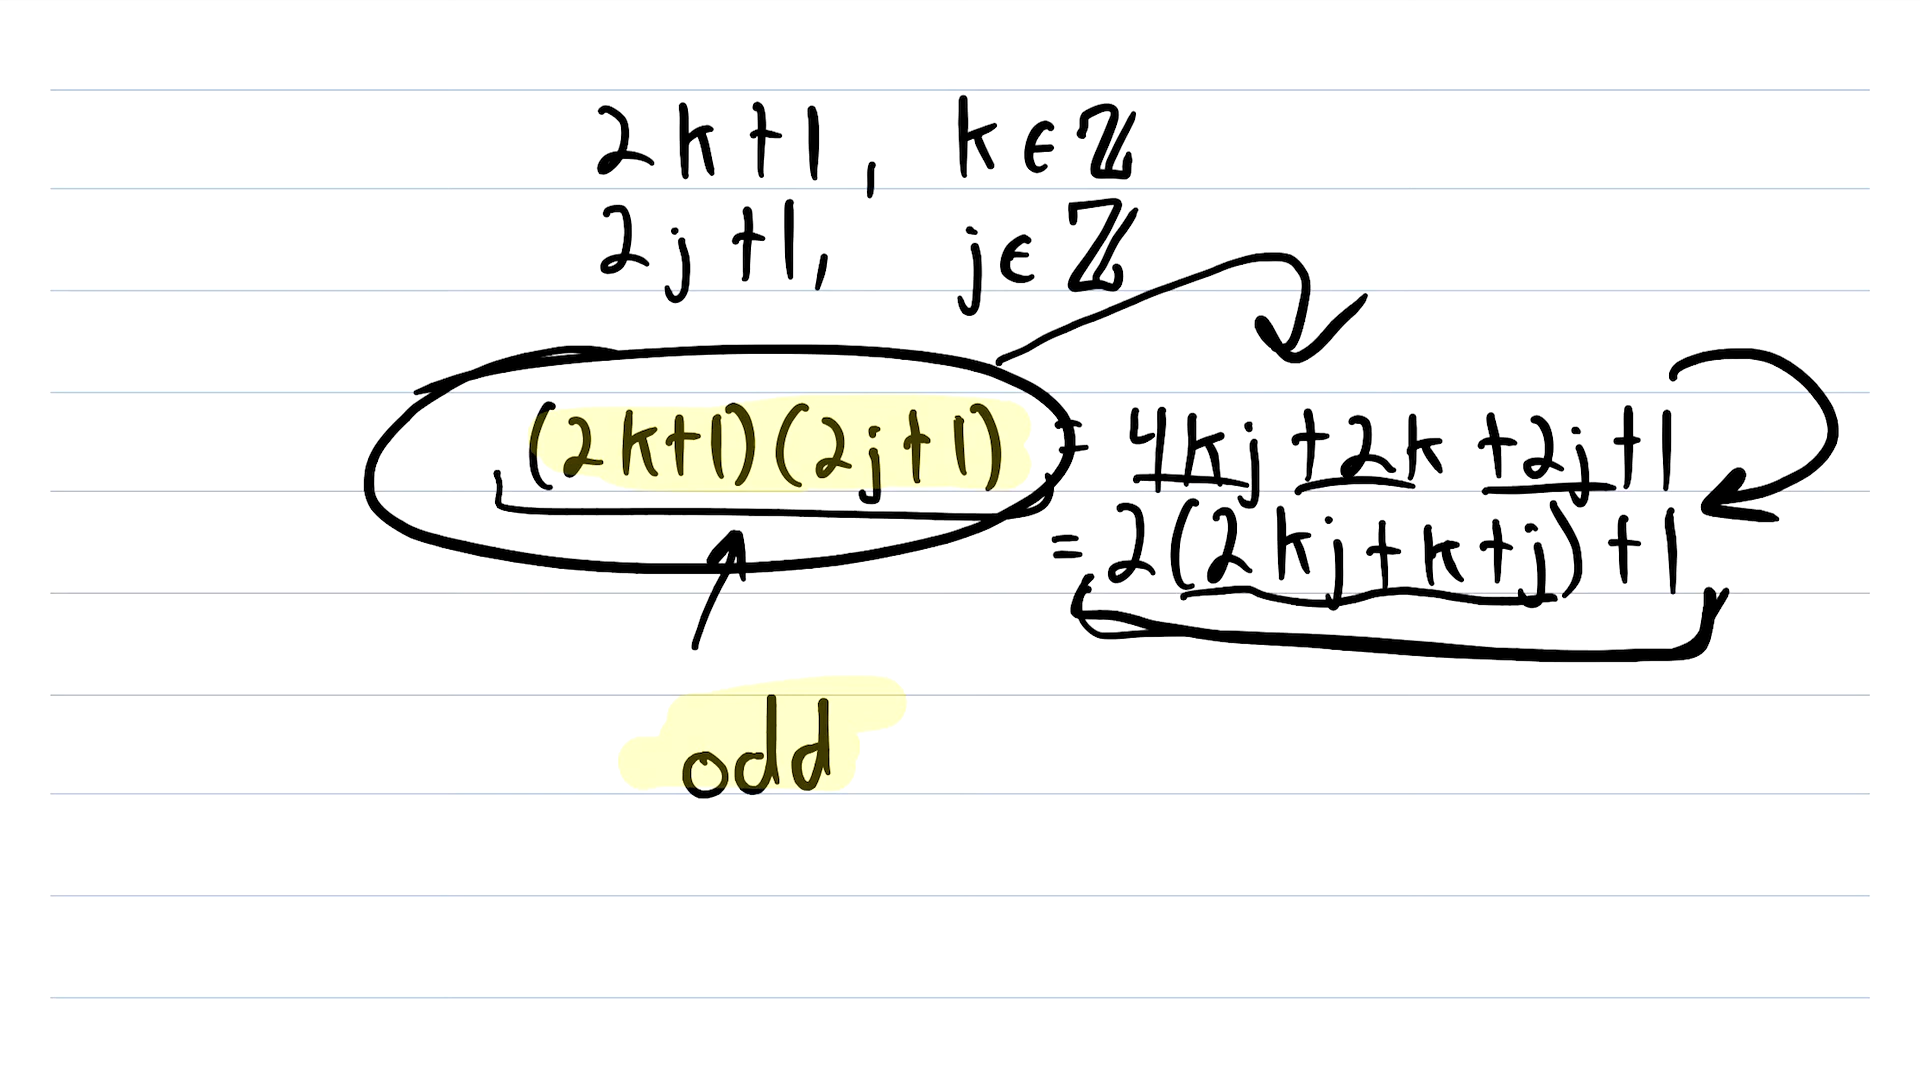 2k+1, k∈ℤ
2j+1, j∈ℤ
(2k+1)(2j+1) = 4kj+2k+2j+1
= 2(2kj+k+j)+1
odd